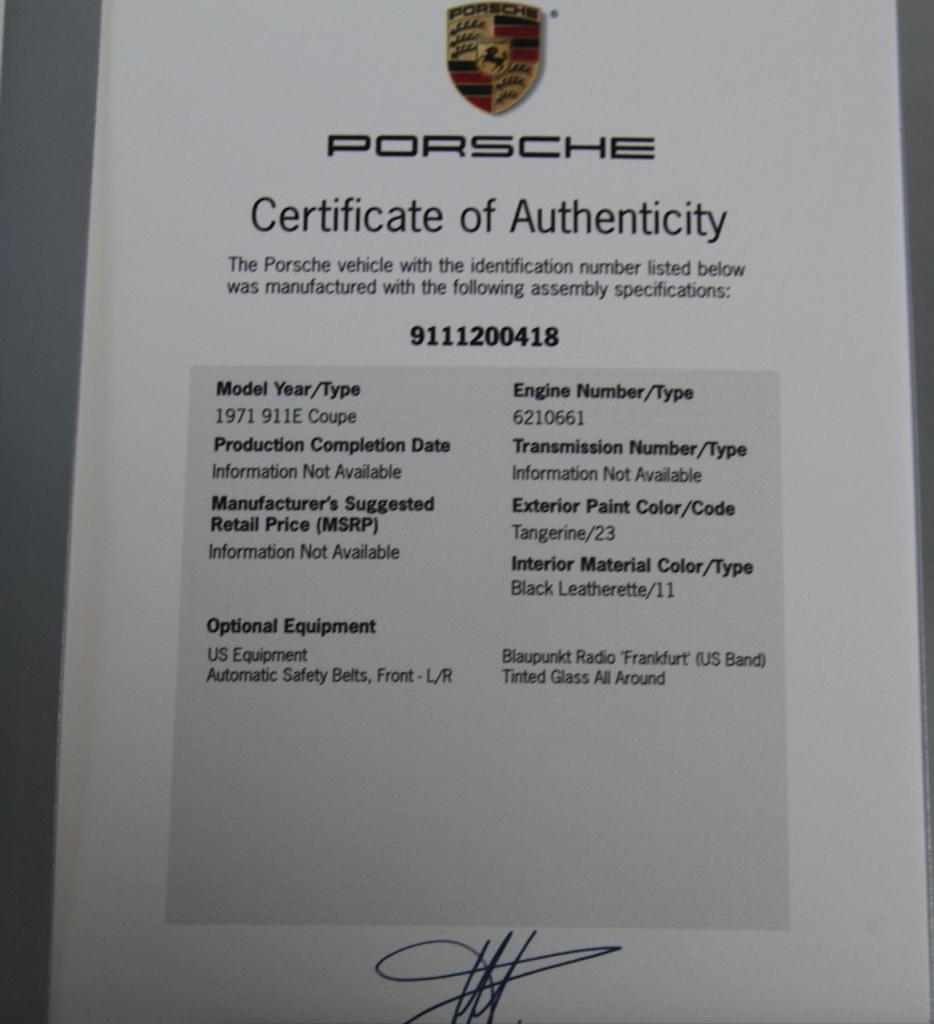 PORSCHE
PORSCHE
Certificate of Authenticity
The Porsche vehicle with the identification number listed below
was manufactured with the following assembly specifications:
9111200418
Model Year/Type
1971 911E Coupe
Production Completion Date
Information Not Available
Manufacturer's Suggested
Retail Price (MSRP)
Information Not Available
Engine Number/Type
6210661
Transmission Number/Type
Information Not Available
Exterior Paint Color/Code
Tangerine/23
Interior Material Color/Type
Black Leatherette/11
Optional Equipment
US Equipment
Automatic Safety Belts, Front - L/R
Blaupunkt Radio 'Frankfurt' (US Band)
Tinted Glass All Around